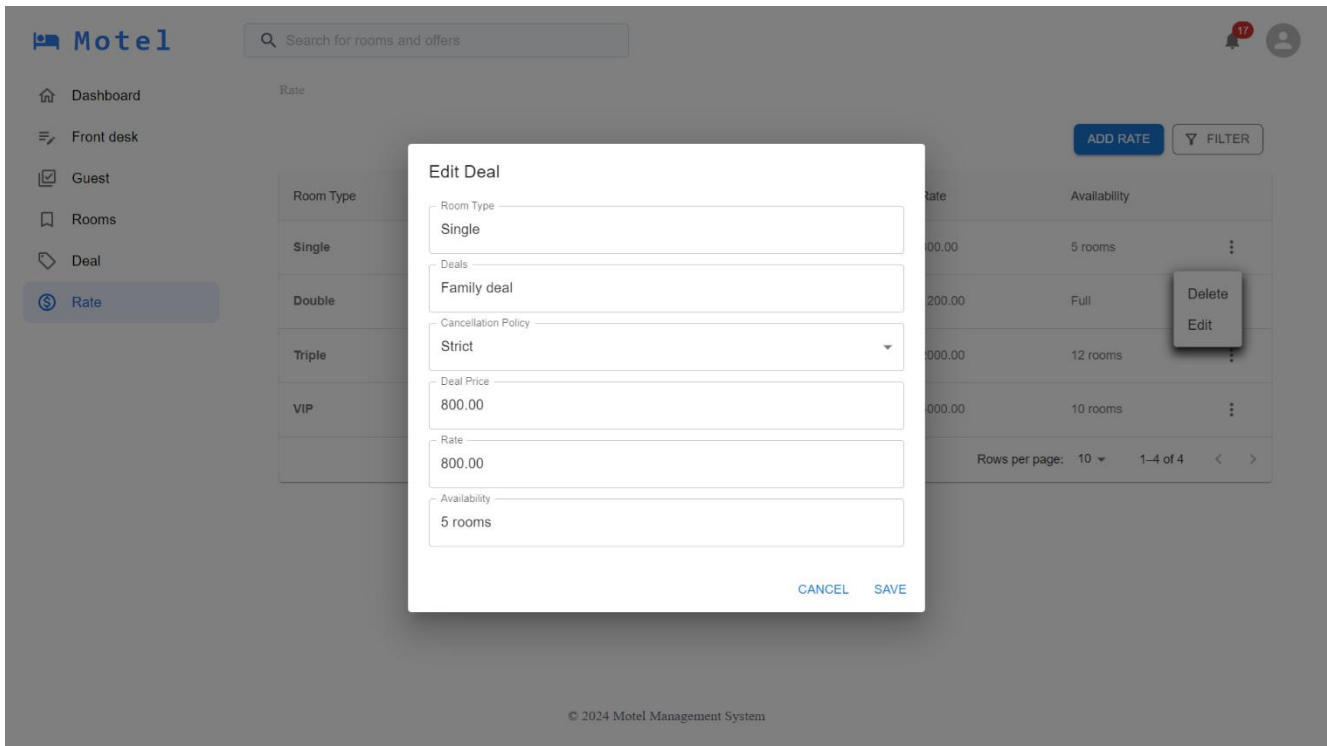 Motel
Search for rooms and offers
17
Dashboard
Front desk
Guest
Rooms
Deal
Rate
Rate
ADD RATE
FILTER
Room Type
Rate
Availability
Single
00.00
5 rooms
Double
200.00
Full
Triple
000.00
12 rooms
VIP
000.00
10 rooms
Rows per page: 10
1–4 of 4
Delete
Edit
Edit Deal
Room Type
Single
Deals
Family deal
Cancellation Policy
Strict
Deal Price
800.00
Rate
800.00
Availability
5 rooms
CANCEL
SAVE
© 2024 Motel Management System